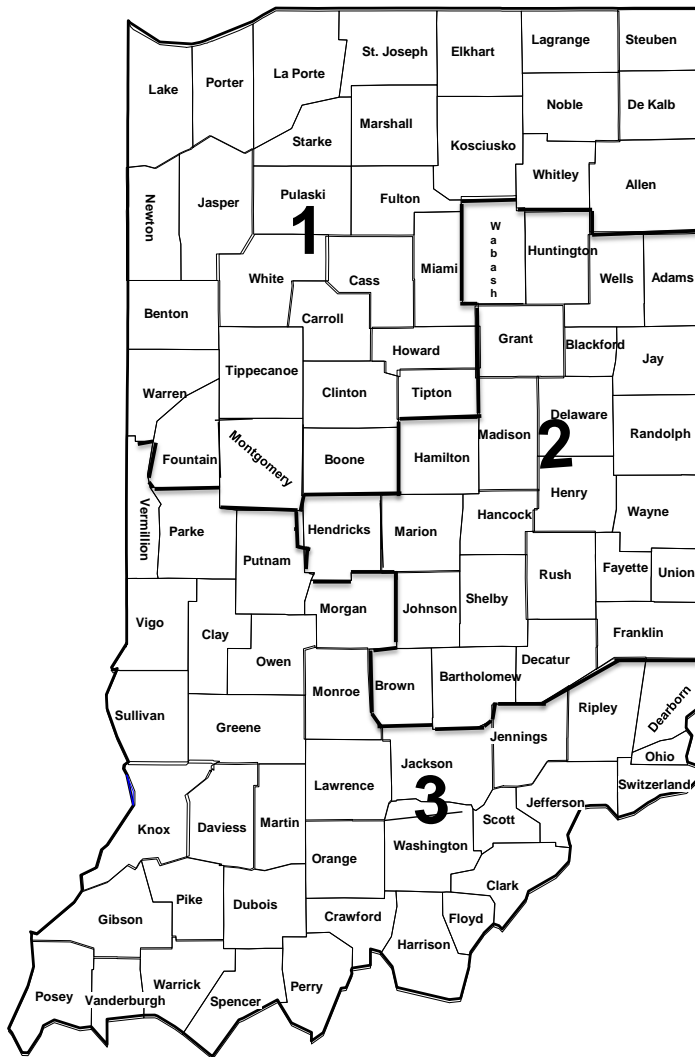 Lagrange
Steuben
St. Joseph
Elkhart
La Porte
Porter
Lake
Noble
De Kalb
Marshall
Starke
Kosciusko
Whitley
Allen
Pulaski
Fulton
Newton
Jasper
1
Wabash
Huntington
Miami
White
Cass
Wells
Adams
Benton
Carroll
Grant
Blackford
Howard
Jay
Tippecanoe
Warren
Clinton
Tipton
Delaware
Madison
2
Randolph
Fountain
Montgomery
Boone
Hamilton
Henry
Vermillion
Parke
Hendricks
Marion
Hancock
Wayne
Putnam
Rush
Fayette
Union
Morgan
Johnson
Shelby
Vigo
Clay
Franklin
Owen
Decatur
Monroe
Brown
Bartholomew
Dearborn
Ripley
Sullivan
Greene
Jennings
Ohio
Jackson
Lawrence
3
Switzerland
Jefferson
Scott
Knox
Daviess
Martin
Washington
Orange
Clark
Pike
Dubois
Gibson
Crawford
Floyd
Harrison
Warrick
Perry
Posey
Vanderburgh
Spencer